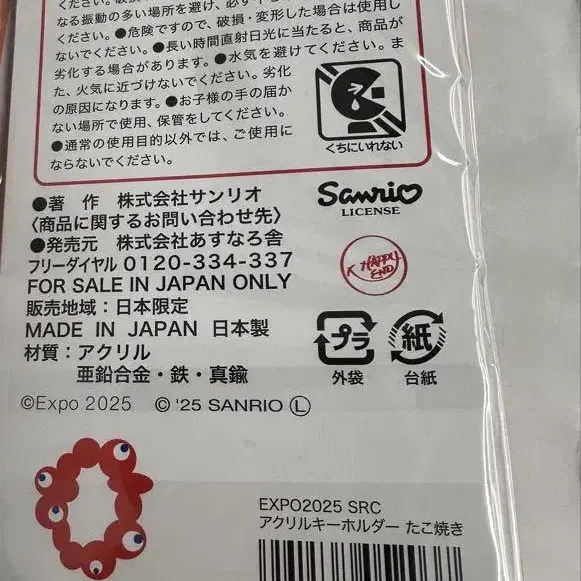 なる振動の多い場所を避け、必ず
ください。●危険ですので、破損・変形した場合は使用し
ないでください。●長い時間直射日光に当たると、商品が
劣化する場合があります。●水気を避けてください。ま
た、火気に近づけないでください。劣化
の原因になります。●お子様の手の届か
ない場所で使用、保管をしてください。
●通常の使用目的以外では、ご使用に
ならないでください。
くちにいれない
●著 作 株式会社サンリオ
〈商品に関するお問い合わせ先〉
●発売元 株式会社あすなろ舎
フリーダイヤル 0120-334-337
FOR SALE IN JAPAN ONLY
販売地域：日本限定
MADE IN JAPAN 日本製
材質：アクリル
亜鉛合金・鉄・真鍮
Sanrio
LICENSE
HAPPY
END
プラ
外袋
紙
台紙
©Expo 2025 © '25 SANRIO Ⓛ
EXPO2025 SRC
アクリルキーホルダー たこ焼き